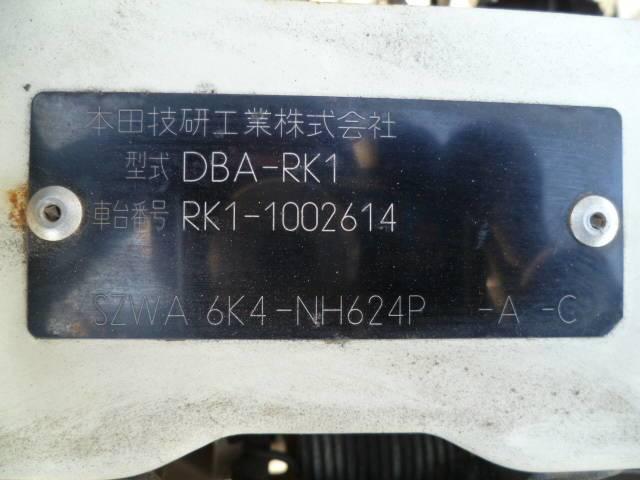 本田技研工業株式会社
型式 DBA-RK1
車台番号 RK1-1002614
SZWA 6K4-NH624P -A -C